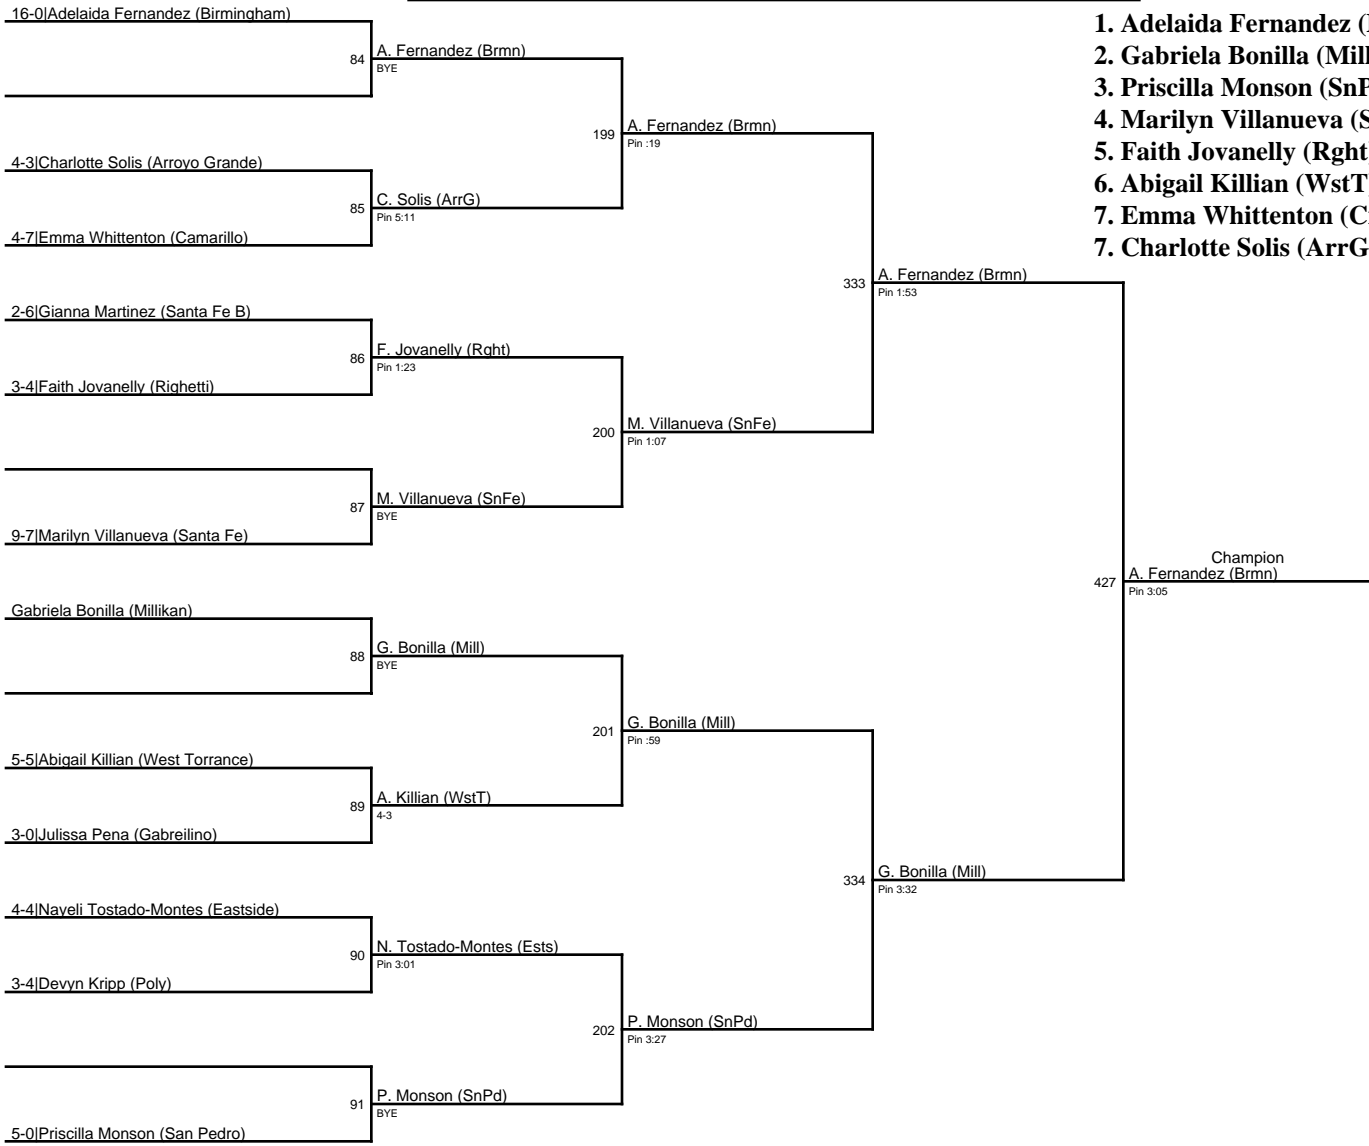 16-0|Adelaida Fernandez (Birmingham)
84
A. Fernandez (Brmn)
BYE
199
A. Fernandez (Brmn)
Pin :19
4-3|Charlotte Solis (Arroyo Grande)
85
C. Solis (ArrG)
Pin 5:11
4-7|Emma Whittenton (Camarillo)
333
A. Fernandez (Brmn)
Pin 1:53
2-6|Gianna Martinez (Santa Fe B)
86
F. Jovanelly (Rght)
Pin 1:23
3-4|Faith Jovanelly (Righetti)
200
M. Villanueva (SnFe)
Pin 1:07
87
M. Villanueva (SnFe)
BYE
9-7|Marilyn Villanueva (Santa Fe)
Champion
427
A. Fernandez (Brmn)
Pin 3:05
Gabriela Bonilla (Millikan)
88
G. Bonilla (Mill)
BYE
201
G. Bonilla (Mill)
Pin :59
5-5|Abigail Killian (West Torrance)
89
A. Killian (WstT)
4-3
3-0|Julissa Pena (Gabreilino)
334
G. Bonilla (Mill)
Pin 3:32
4-4|Nayeli Tostado-Montes (Eastside)
90
N. Tostado-Montes (Ests)
Pin 3:01
3-4|Devyn Kripp (Poly)
202
P. Monson (SnPd)
Pin 3:27
91
P. Monson (SnPd)
BYE
5-0|Priscilla Monson (San Pedro)
1. Adelaida Fernandez (
2. Gabriela Bonilla (Mill
3. Priscilla Monson (SnP
4. Marilyn Villanueva (S
5. Faith Jovanelly (Rght
6. Abigail Killian (WstT
7. Emma Whittenton (C
7. Charlotte Solis (ArrG